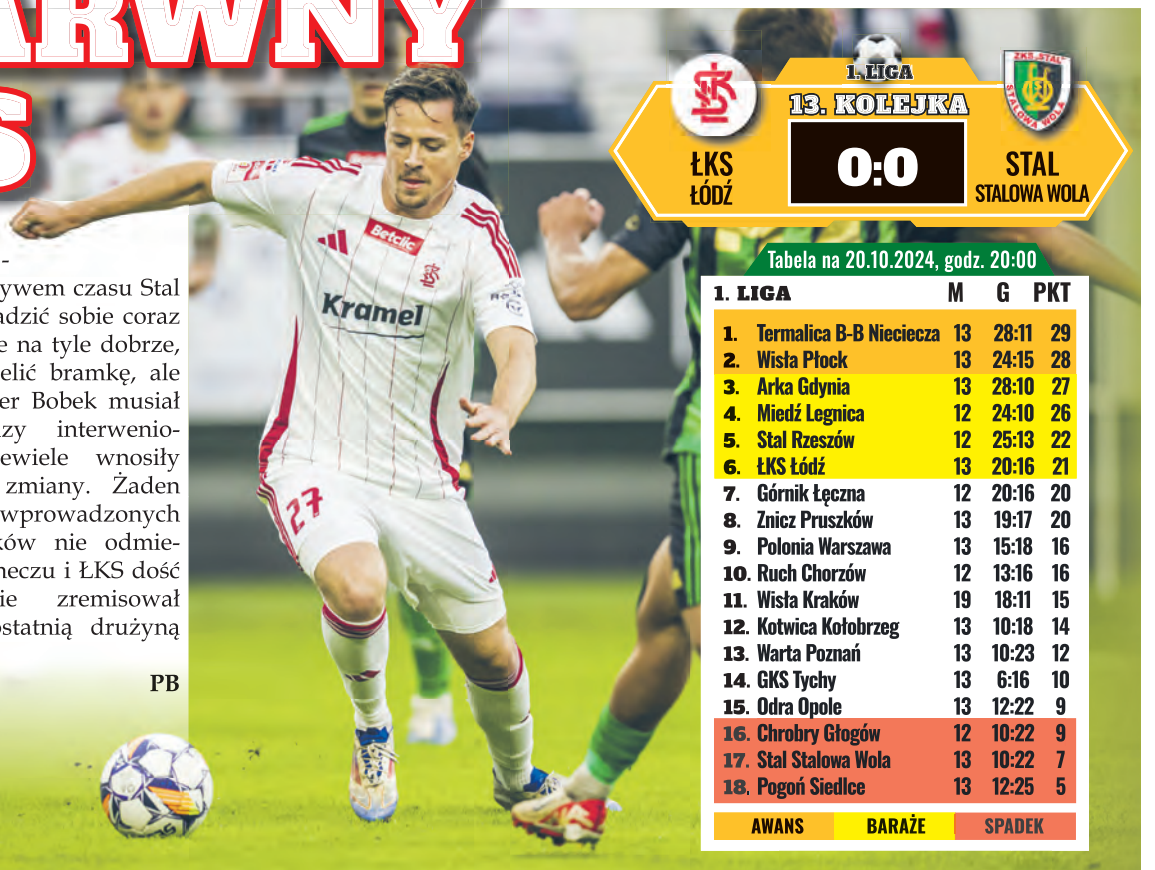 ARWNY
S
-
ywem czasu Stal
adzić sobie coraz
e na tyle dobrze,
elić bramkę, ale
er Bobek musiał
zy interwenio-
ewiele wnosiły
zmiany. Żaden
wprowadzonych
ków nie odmie-
neczu i ŁKS dość
ie zremisował
ostatnią drużyną
PB
Betclic
Kramel
27
1. LIGA
13. KOLEJKA
ŁKS
ŁÓDŹ
0:0
ZKS „STAL”
STALOWA WOLA
STAL
STALOWA WOLA
Tabela na 20.10.2024, godz. 20:00
1. LIGA M G PKT
1. Termalica B-B Nieciecza 13 28:11 29
2. Wisła Płock 13 24:15 28
3. Arka Gdynia 13 28:10 27
4. Miedź Legnica 12 24:10 26
5. Stal Rzeszów 12 25:13 22
6. ŁKS Łódź 13 20:16 21
7. Górnik Łęczna 12 20:16 20
8. Znicz Pruszków 13 19:17 20
9. Polonia Warszawa 13 15:18 16
10. Ruch Chorzów 12 13:16 16
11. Wisła Kraków 19 18:11 15
12. Kotwica Kołobrzeg 13 10:18 14
13. Warta Poznań 13 10:23 12
14. GKS Tychy 13 6:16 10
15. Odra Opole 13 12:22 9
16. Chrobry Głogów 12 10:22 9
17. Stal Stalowa Wola 13 10:22 7
18. Pogoń Siedlce 13 12:25 5
AWANS BARAŻE SPADEK